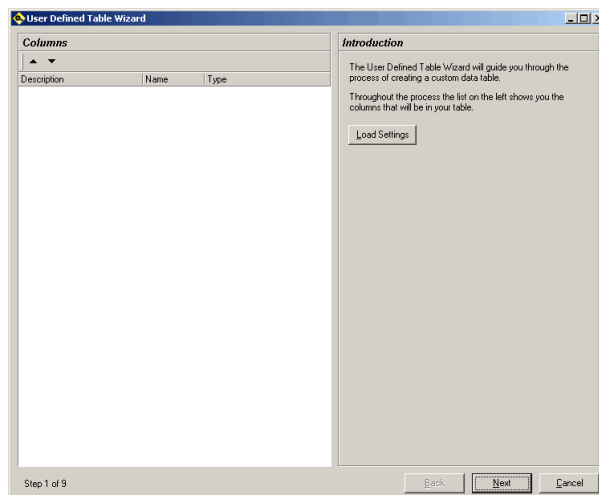 User Defined Table Wizard
Columns
Description Name Type
Introduction
The User Defined Table Wizard will guide you through the
process of creating a custom data table.
Throughout the process the list on the left shows you the
columns that will be in your table.
Load Settings
Step 1 of 9
Back Next Cancel